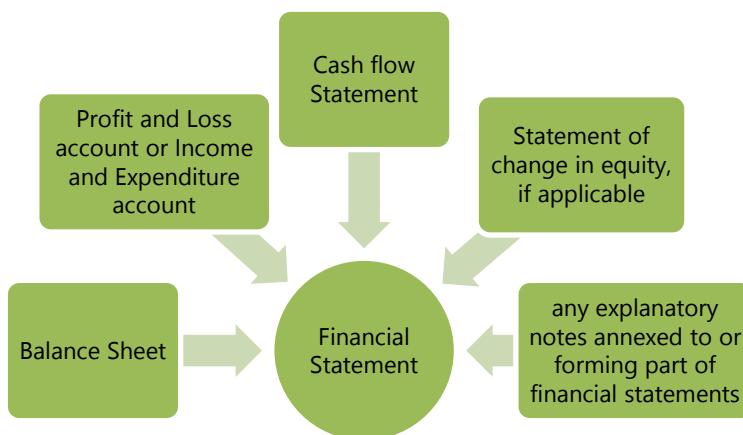 Cash flow
Statement
Profit and Loss
account or Income
and Expenditure
account
Statement of
change in equity,
if applicable
Balance Sheet
Financial
Statement
any explanatory
notes annexed to or
forming part of
financial statements